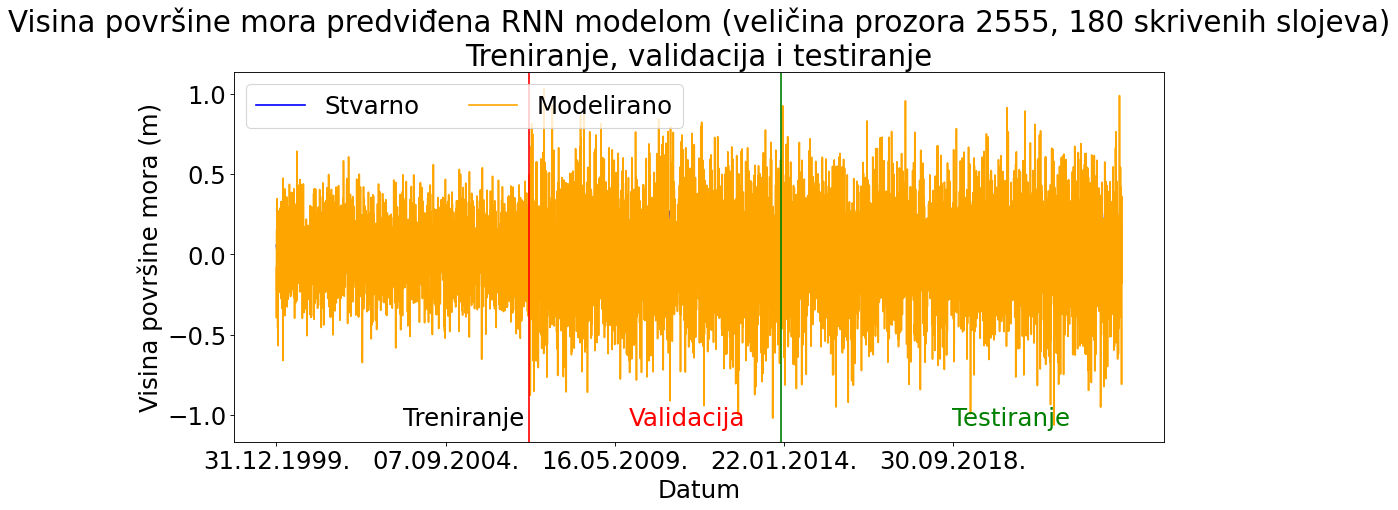 Visina površine mora predviđena RNN modelom (veličina prozora 2555, 180 skrivenih slojeva)
Treniranje, validacija i testiranje
Stvarno
Modelirano
1.0
0.5
0.0
−0.5
−1.0
Visina površine mora (m)
Treniranje
Validacija
Testiranje
31.12.1999.
07.09.2004.
16.05.2009.
22.01.2014.
30.09.2018.
Datum